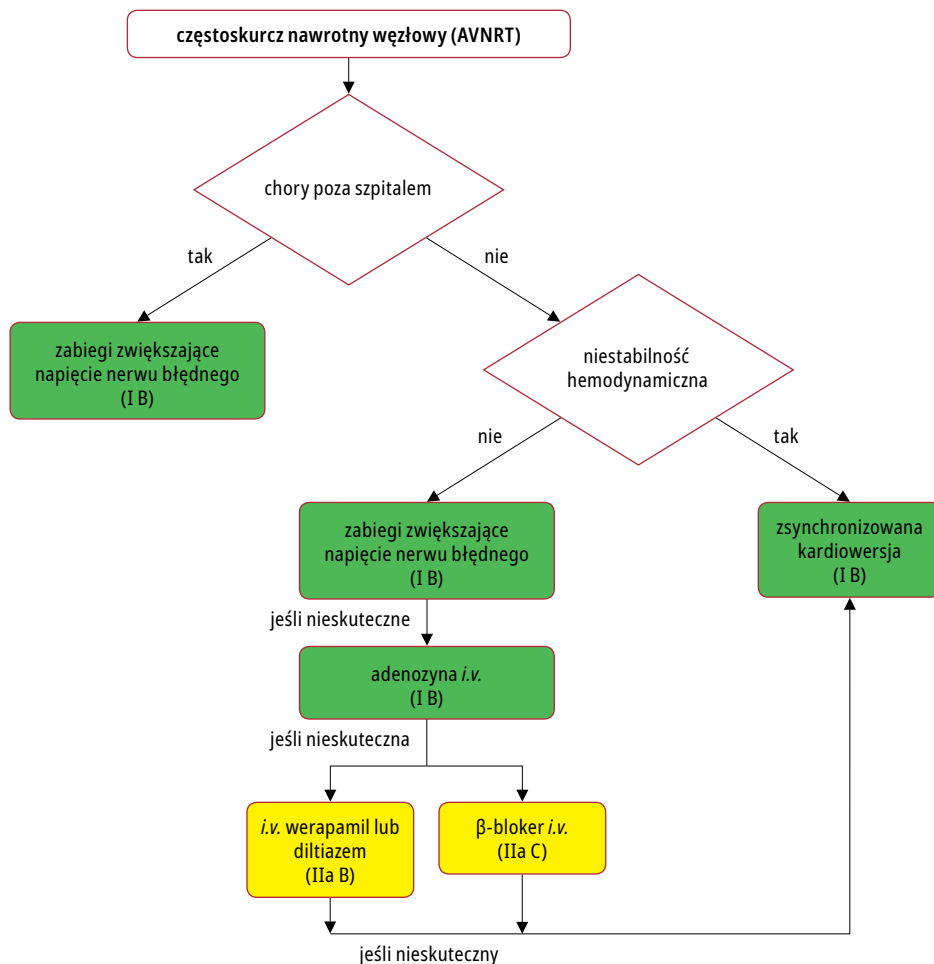 częstoskurcz nawrotny węzłowy (AVNRT)
chory poza szpitalem
tak
nie
zabiegi zwiększające
napięcie nerwu błędnego
(I B)
niestabilność
hemodynamiczna
nie
tak
zabiegi zwiększające
napięcie nerwu błędnego
(I B)
zsynchronizowana
kardiowersja
(I B)
jeśli nieskuteczne
adenozyna i.v.
(I B)
jeśli nieskuteczna
i.v. werapamil lub
diltiazem
(IIa B)
β-bloker i.v.
(IIa C)
jeśli nieskuteczny